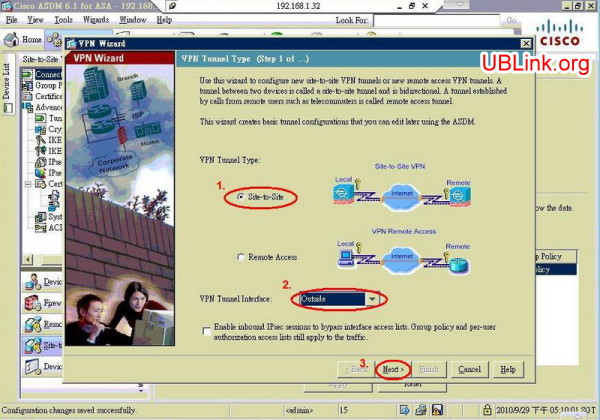 Cisco ASDM 6.1 for ASA - 192.168
192.168.1.32
File View Tools Wizards Window Help Look For: Go
Home
CISCO
UBLink.org
Device List
Site-to-Site
Connect
Group P
Certific
Advanc
Tun
Cry
IKE
IKE
IPse
IPse
Cert
Syst
ACL
Devic
Firew
Remo
Site-to
Devic
VPN Wizard
VPN Wizard
Branch
ISP
Home
Corporate
Network
VPN Tunnel Type (Step 1 of ...)
Use this wizard to configure new site-to-site VPN tunnels or new remote access VPN tunnels. A
tunnel between two devices is called a site-to-site tunnel and is bidirectional. A tunnel established
by calls from remote users such as telecommuters is called remote access tunnel.
This wizard creates basic tunnel configurations that you can edit later using the ASDM.
VPN Tunnel Type:
1.
Site-to-Site
Site-to-Site VPN
Local
Internet
Remote
Remote Access
VPN Remote Access
Local
Internet
Remote
2.
VPN Tunnel Interface:
Outside
Enable inbound IPsec sessions to bypass interface access lists. Group policy and per-user
authorization access lists still apply to the traffic.
3.
< Back Next > Finish Cancel Help
ow the data
p Policy
olicy
Apply Reset
Configuration changes saved successfully.
<admin>
15
2010/9/29 下午 05:10:01 SGT